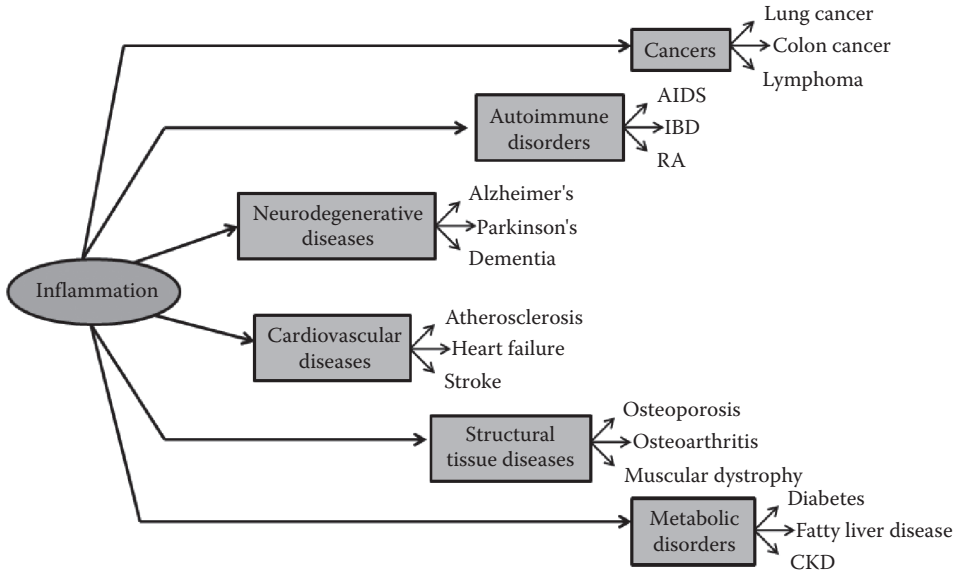 Inflammation
Cancers
Lung cancer
Colon cancer
Lymphoma
Autoimmune
disorders
AIDS
IBD
RA
Neurodegenerative
diseases
Alzheimer's
Parkinson's
Dementia
Cardiovascular
diseases
Atherosclerosis
Heart failure
Stroke
Structural
tissue diseases
Osteoporosis
Osteoarthritis
Muscular dystrophy
Metabolic
disorders
Diabetes
Fatty liver disease
CKD